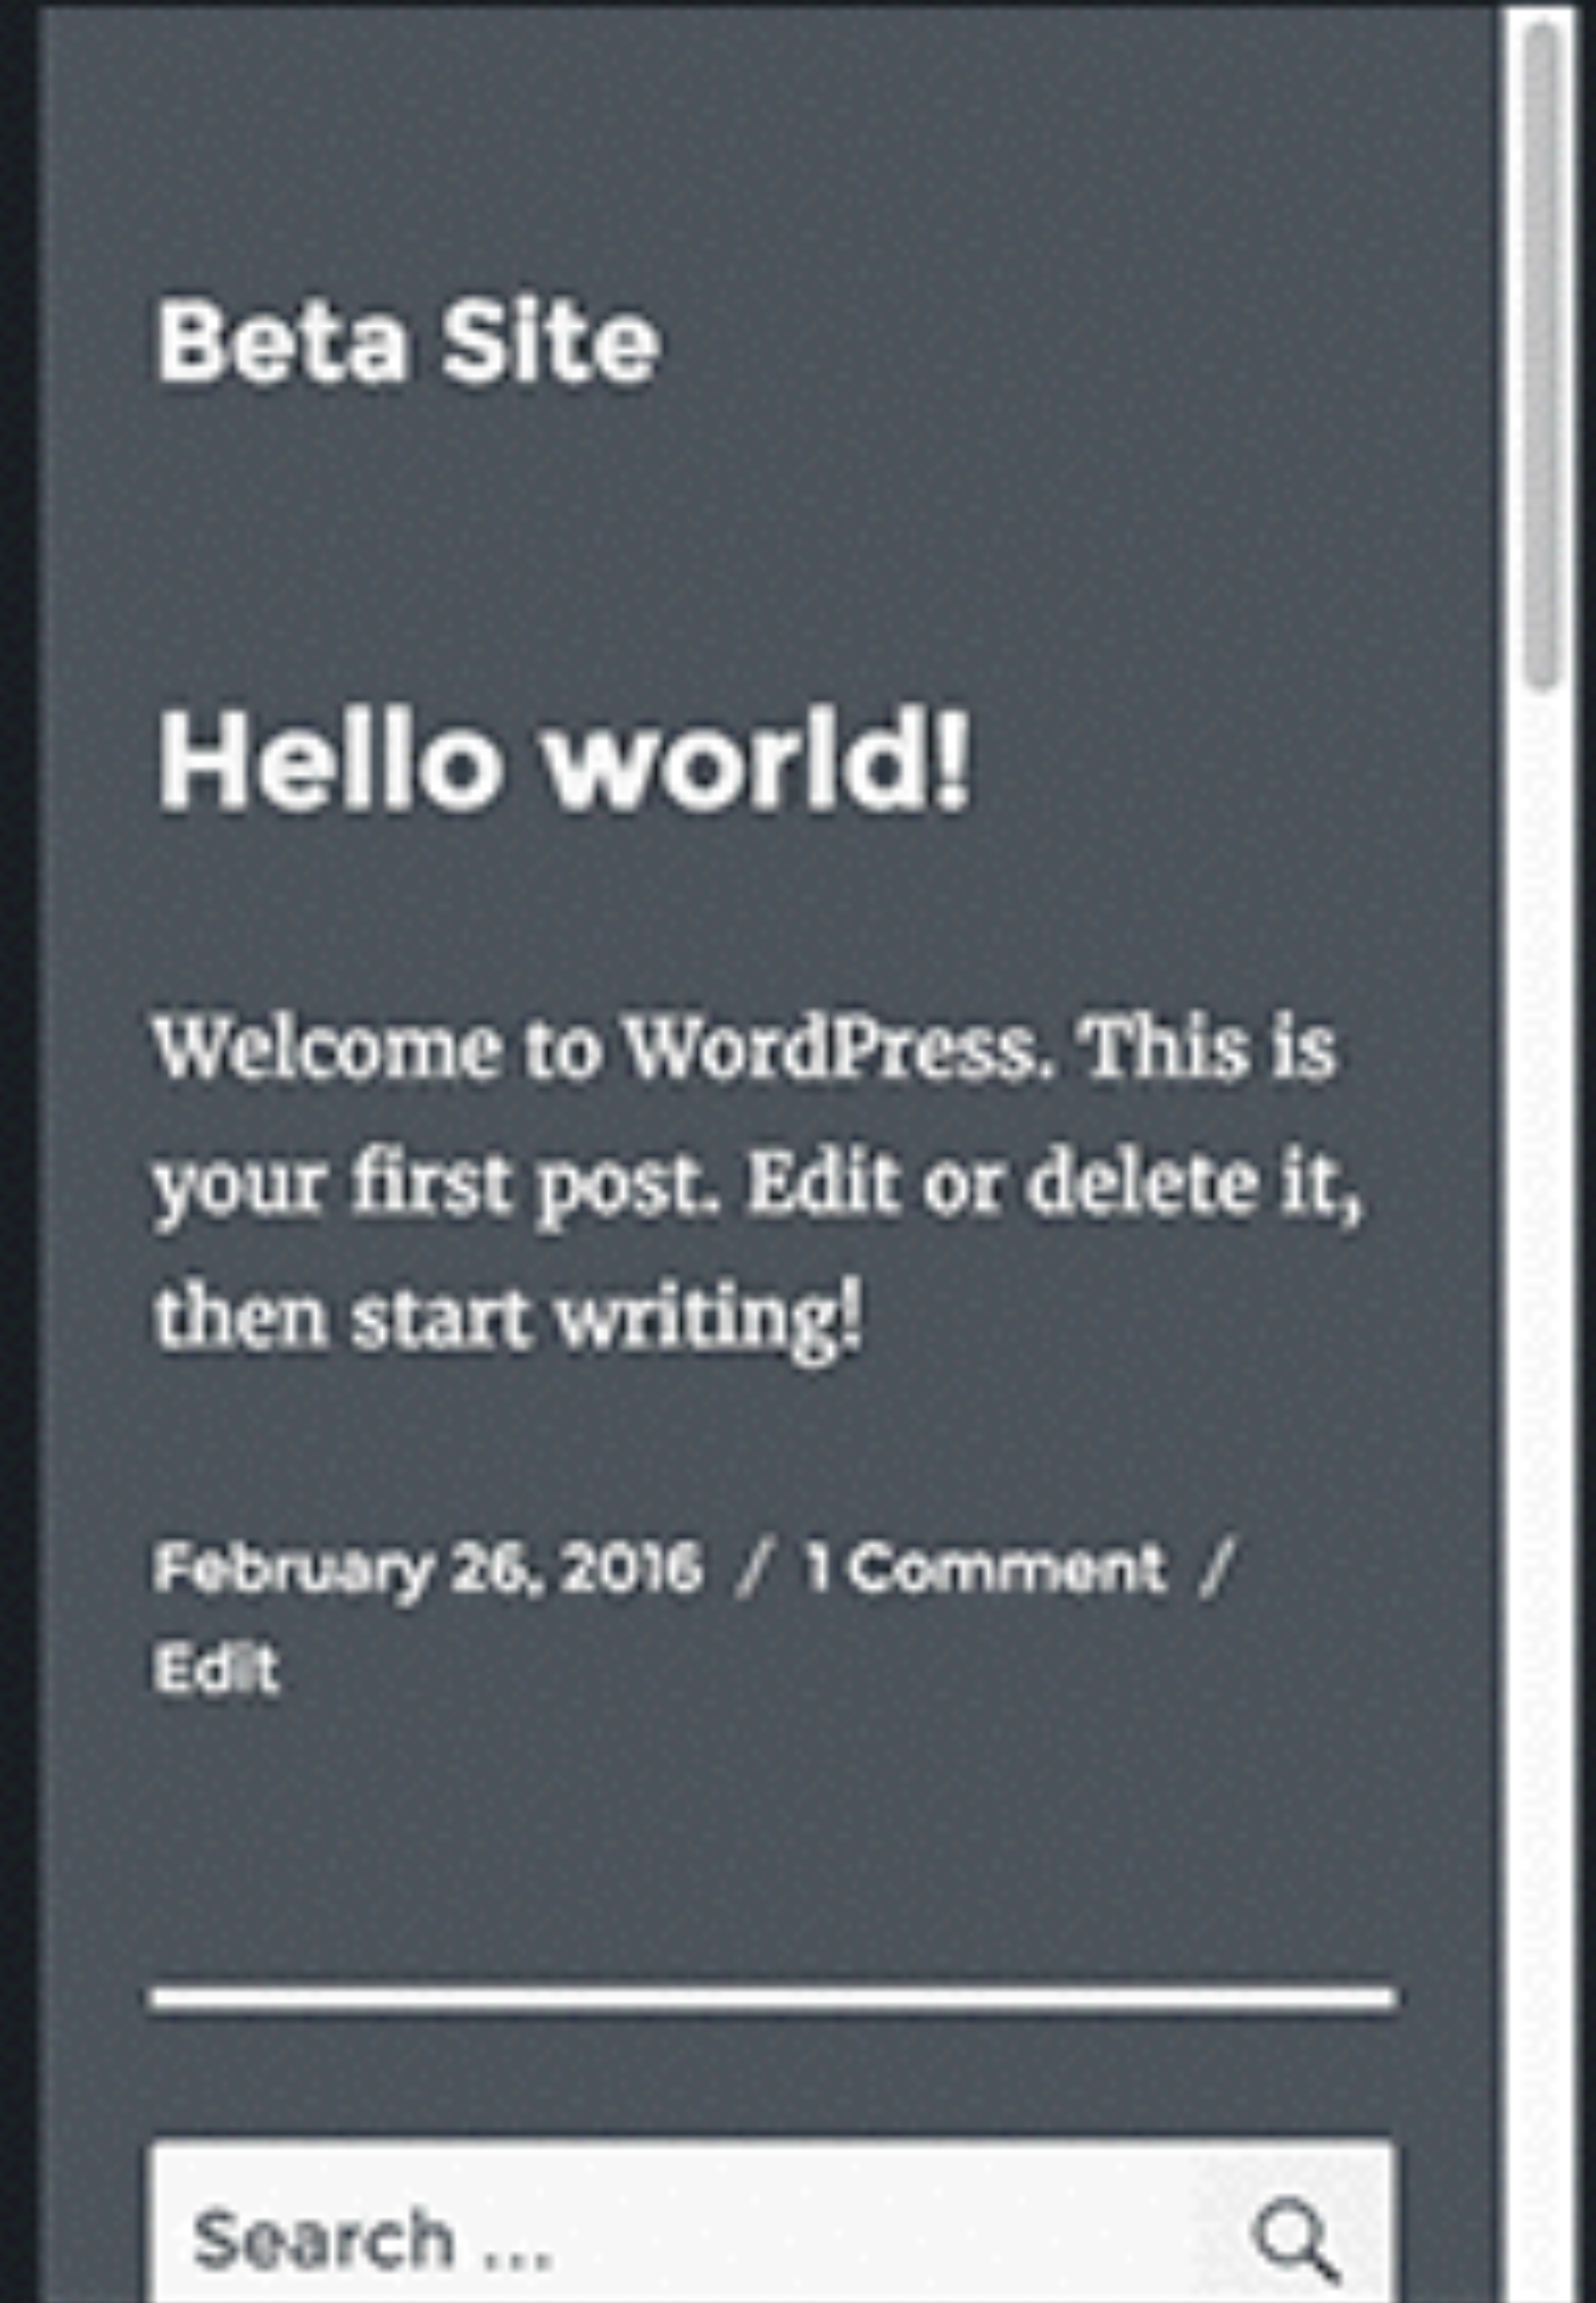 Beta Site
Hello world!
Welcome to WordPress. This is
your first post. Edit or delete it,
then start writing!
February 26, 2016 / 1 Comment /
Edit
Search ...